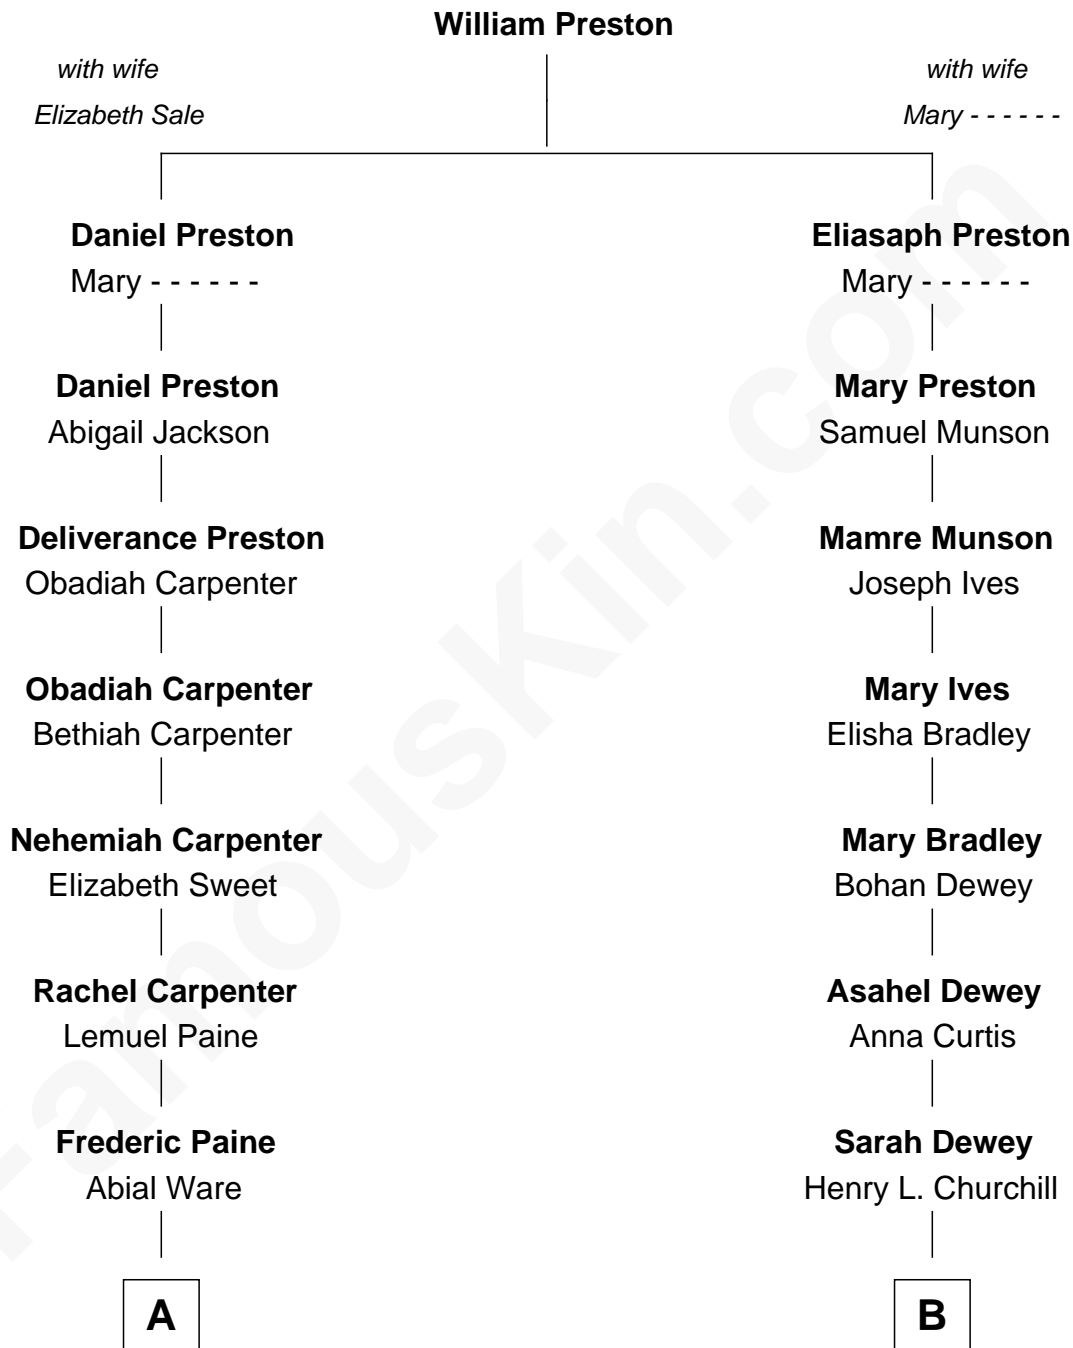 William Preston
with wife
Elizabeth Sale
with wife
Mary - - - - - -
Daniel Preston
Mary - - - - - -
Eliasaph Preston
Mary - - - - - -
Daniel Preston
Abigail Jackson
Mary Preston
Samuel Munson
Deliverance Preston
Obadiah Carpenter
Mamre Munson
Joseph Ives
Obadiah Carpenter
Bethiah Carpenter
Mary Ives
Elisha Bradley
Nehemiah Carpenter
Elizabeth Sweet
Mary Bradley
Bohan Dewey
Rachel Carpenter
Lemuel Paine
Asahel Dewey
Anna Curtis
Frederic Paine
Abial Ware
Sarah Dewey
Henry L. Churchill
A
B
FamousKin.com